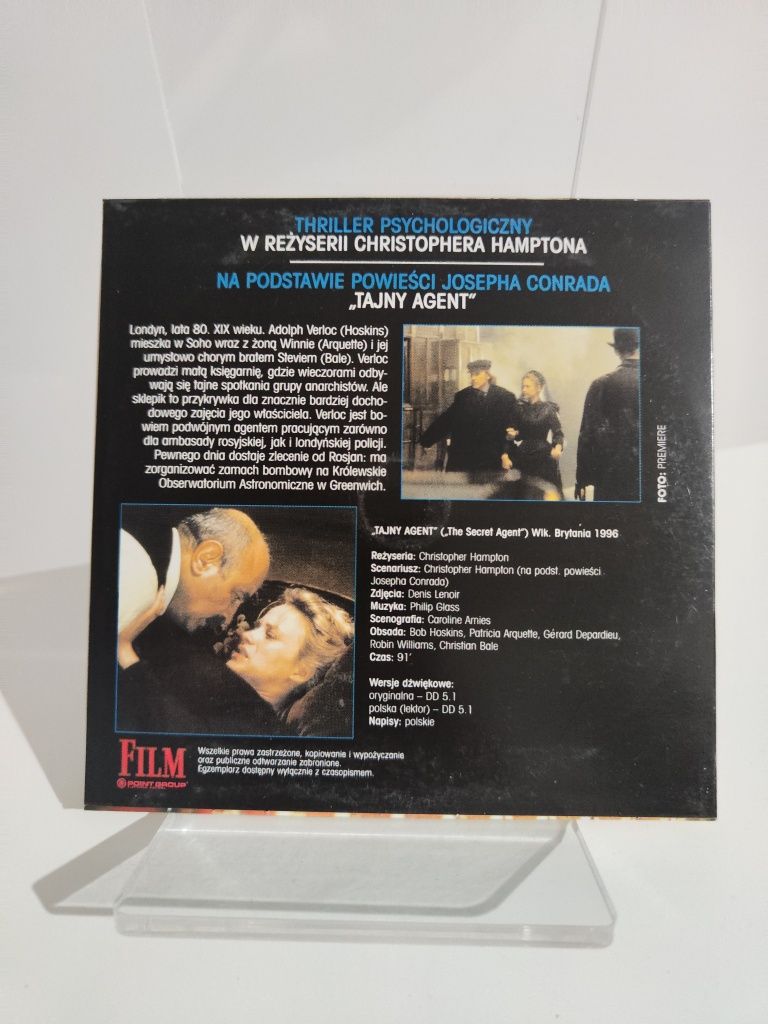 THRILLER PSYCHOLOGICZNY
W REŻYSERII CHRISTOPHERA HAMPTONA
NA PODSTAWIE POWIEŚCI JOSEPHA CONRADA
„TAJNY AGENT”
Londyn, lata 80. XIX wieku. Adolph Verloc (Hoskins)
mieszka w Soho wraz z żoną Winnie (Arquette) i jej
umysłowo chorym bratem Steviem (Bale). Verloc
prowadzi małą księgarnię, gdzie wieczorami odby-
wają się tajne spotkania grupy anarchistów. Ale
sklepik to przykrywka dla znacznie bardziej docho-
dowego zajęcia jego właściciela. Verloc jest bo-
wiem podwójnym agentem pracującym zarówno
dla ambasady rosyjskiej, jak i londyńskiej policji.
Pewnego dnia dostaje zlecenie od Rosjan: ma
zorganizować zamach bombowy na Królewskie
Obserwatorium Astronomiczne w Greenwich.
FOTO: PREMIERE
„TAJNY AGENT” („The Secret Agent”) Wlk. Brytania 1996
Reżyseria: Christopher Hampton
Scenariusz: Christopher Hampton (na podst. powieści
Josepha Conrada)
Zdjęcia: Denis Lenoir
Muzyka: Philip Glass
Scenografia: Caroline Amies
Obsada: Bob Hoskins, Patricia Arquette, Gérard Depardieu,
Robin Williams, Christian Bale
Czas: 91’
Wersje dźwiękowe:
oryginalna – DD 5.1
polska (lektor) – DD 5.1
Napisy: polskie
FILM
POINT GROUP
Wszelkie prawa zastrzeżone, kopiowanie i wypożyczanie
oraz publiczne odtwarzanie zabronione.
Egzemplarz dostępny wyłącznie z czasopismem.